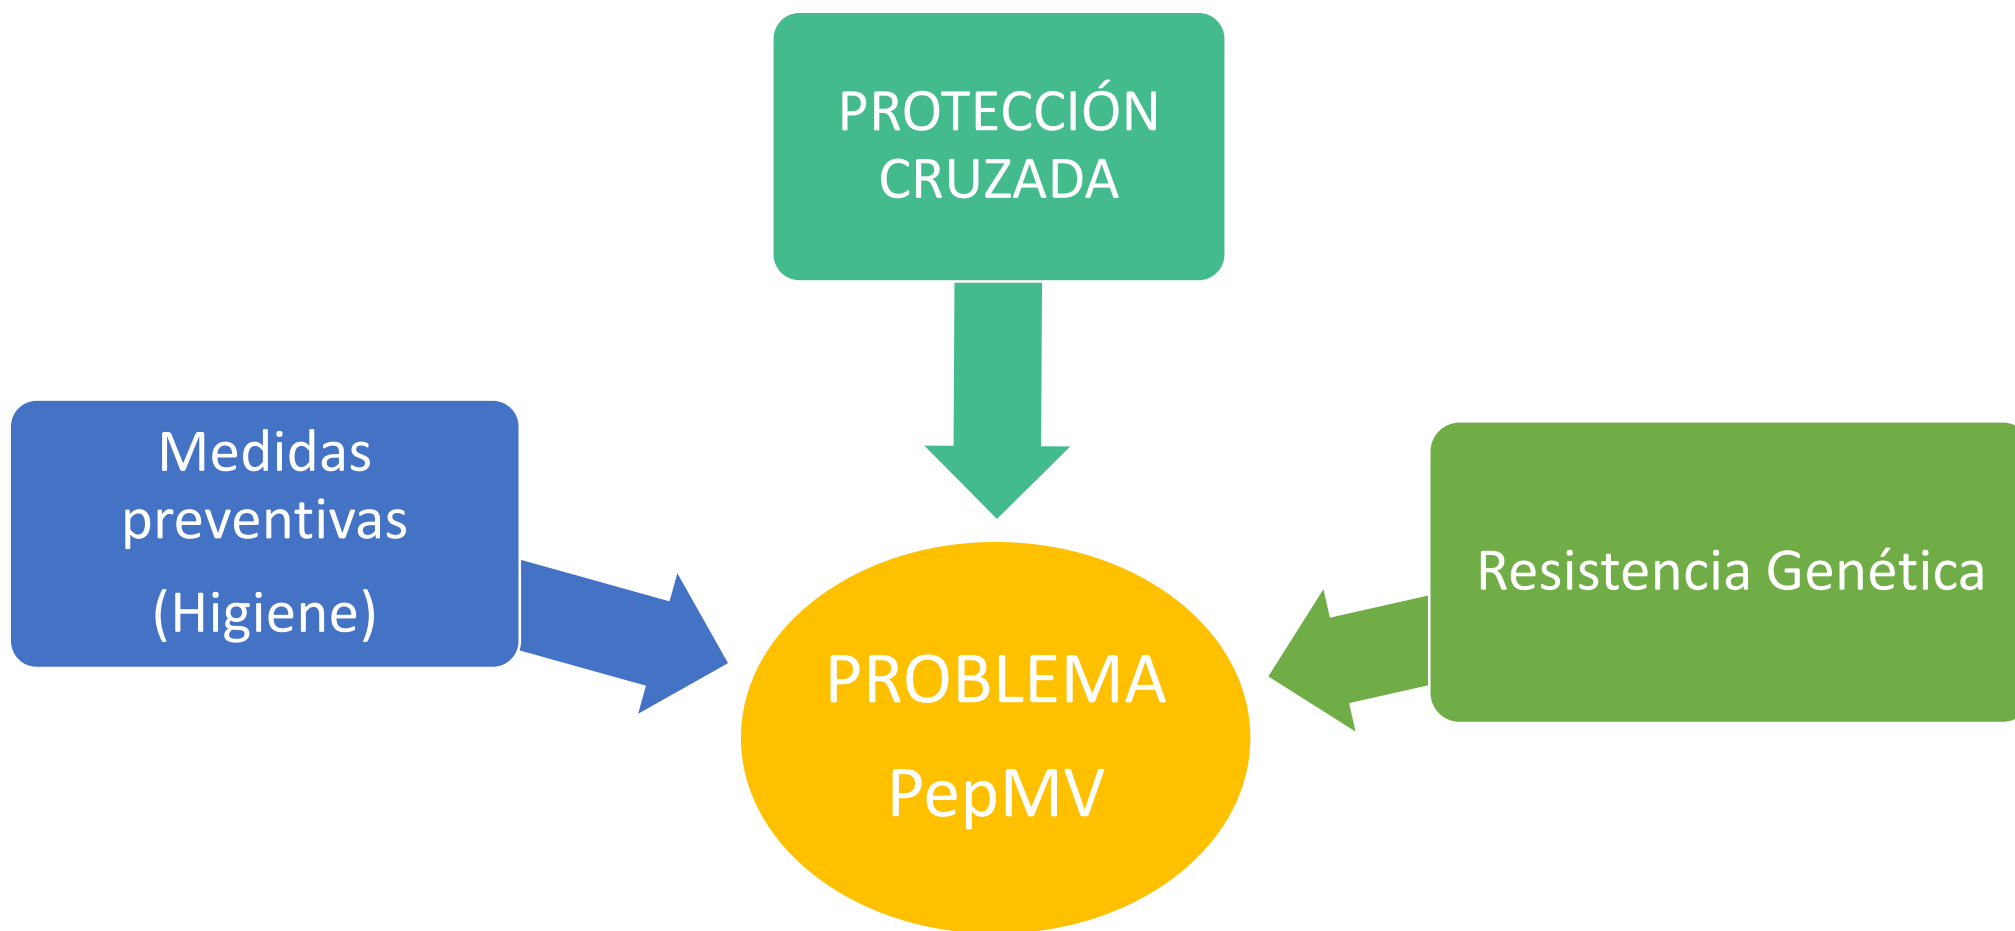 PROTECCIÓN
CRUZADA
Medidas
preventivas
(Higiene)
Resistencia Genética
PROBLEMA
PepMV